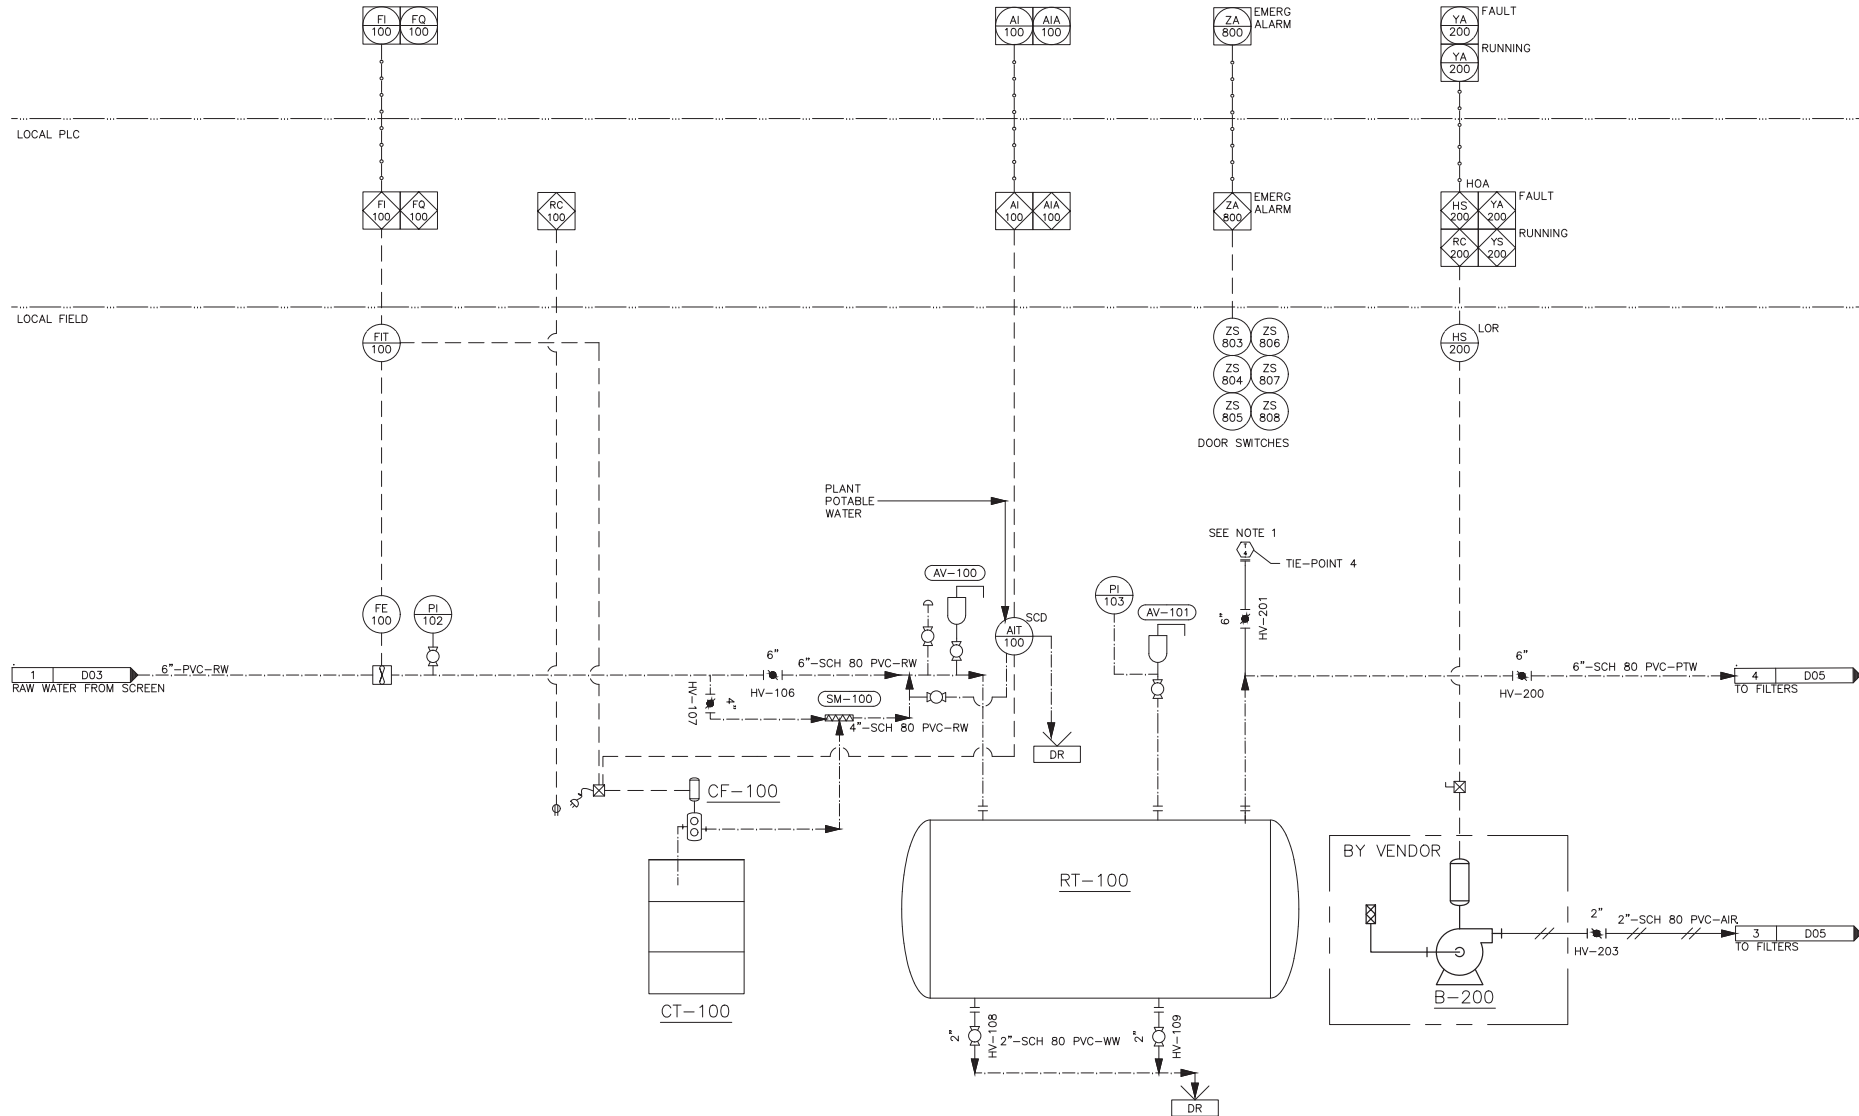 FI
100
FQ
100
AI
100
AIA
100
ZA
800
EMERG
ALARM
YA
200
FAULT
YA
200
RUNNING
LOCAL PLC
FI
100
FQ
100
RC
100
AI
100
AIA
100
ZA
800
EMERG
ALARM
HOA
HS
200
YA
200
FAULT
RC
200
YS
200
RUNNING
LOCAL FIELD
FIT
100
ZS
803
ZS
806
ZS
804
ZS
807
ZS
805
ZS
808
DOOR SWITCHES
HS
200
LOR
PLANT
POTABLE
WATER
SEE NOTE 1
T
4
TIE-POINT 4
AV-100
FE
100
PI
102
AIT
100
SCD
PI
103
AV-101
6"
HV-201
1
D03
RAW WATER FROM SCREEN
6"-PVC-RW
6"
HV-106
6"-SCH 80 PVC-RW
HV-107
4"
SM-100
4"-SCH 80 PVC-RW
DR
6"
HV-200
6"-SCH 80 PVC-PTW
4
D05
TO FILTERS
CF-100
CT-100
RT-100
BY VENDOR
B-200
2"
HV-203
2"-SCH 80 PVC-AIR
3
D05
TO FILTERS
2"
HV-108
2"-SCH 80 PVC-WW
2"
HV-109
DR